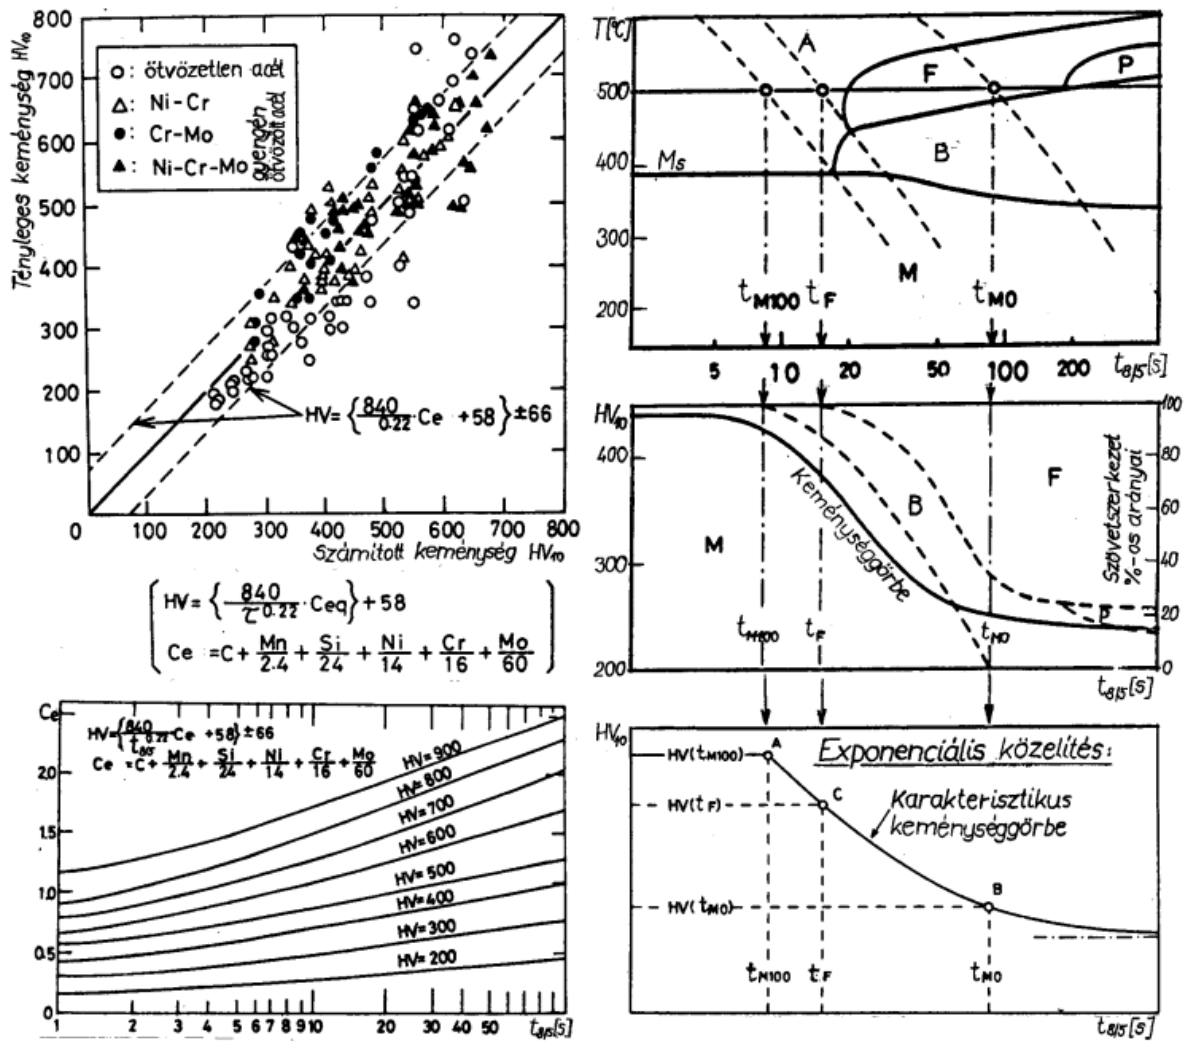 Tényleges keménység HV₁₀
800
700
600
500
400
300
200
100
0
100
200
300
400
500
600
700
800
Számított keménység HV₁₀
○: ötvözetlen acél
△: Ni-Cr
●: Cr-Mo
▲: Ni-Cr-Mo
gyengén ötvözött acél
HV= {840/0.22 · Ce +58} ±66
HV= {840/τ^0.22 · Ceq} +58
Ce =C+ Mn/2.4 + Si/24 + Ni/14 + Cr/16 + Mo/60
Ce
2.0
1.5
1.0
0.5
0
HV={840/t8/5^0.22 Ce +58} ±66
Ce =C+ Mn/2.4 + Si/24 + Ni/14 + Cr/16 + Mo/60
HV=900
HV=800
HV=700
HV=600
HV=500
HV=400
HV=300
HV=200
1 2 3 4 5 6 7 8 9 10 20 30 40 50 t8/5[s]
T[°C]
500
400
300
200
A
F
P
B
Ms
M
tM100
tF
tM0
5 10 20 50 100 200 t8/5[s]
HV₁₀
400
300
200
100
80
60
40
20
0
Szövetszerkezet %-os arányai
M
B
F
P
Keménységgörbe
tM100
tF
tM0
t8/5[s]
HV₁₀
Exponenciális közelítés:
HV(tM100)
HV(tF)
HV(tM0)
A
C
B
Karakterisztikus
keménységgörbe
tM100
tF
tM0
t8/5[s]